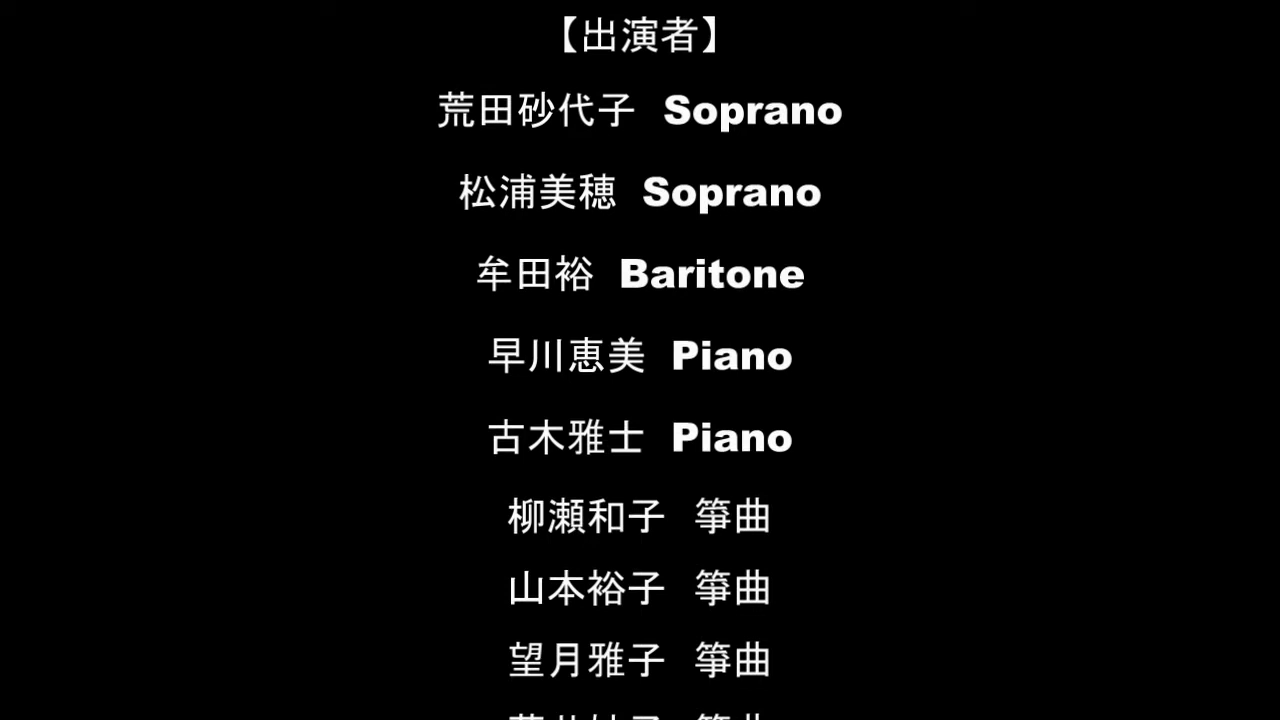 【出演者】
荒田砂代子 Soprano
松浦美穂 Soprano
牟田裕 Baritone
早川恵美 Piano
古木雅士 Piano
柳瀬和子 箏曲
山本裕子 箏曲
望月雅子 箏曲